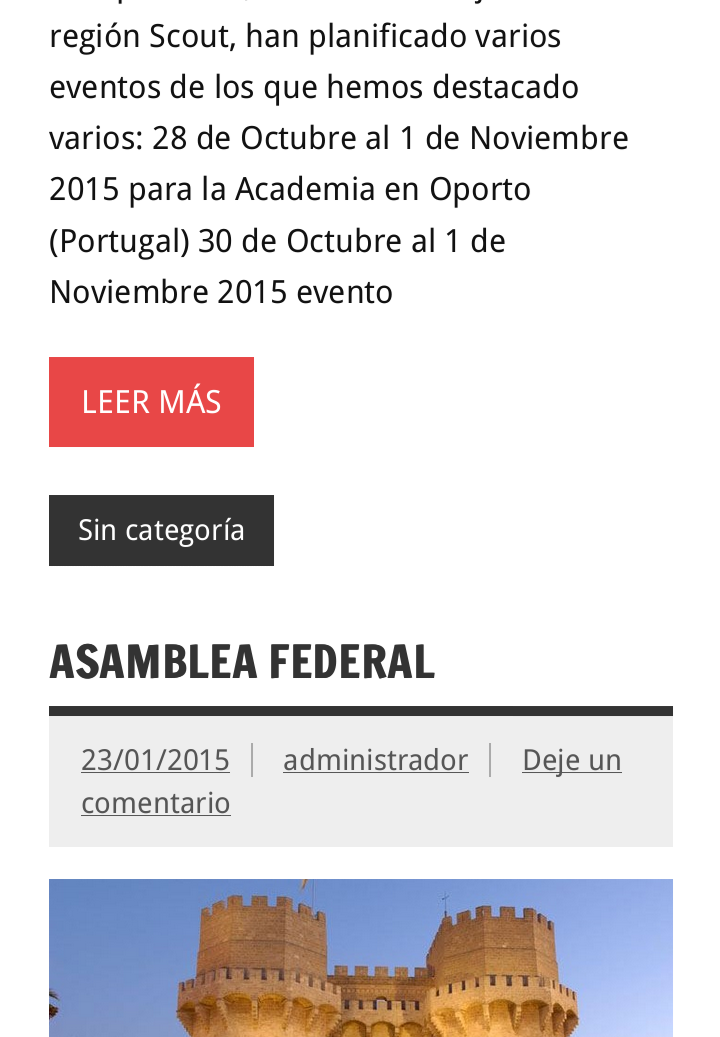 región Scout, han planificado varios
eventos de los que hemos destacado
varios: 28 de Octubre al 1 de Noviembre
2015 para la Academia en Oporto
(Portugal) 30 de Octubre al 1 de
Noviembre 2015 evento
LEER MÁS
Sin categoría
ASAMBLEA FEDERAL
23/01/2015 administrador Deje un
comentario